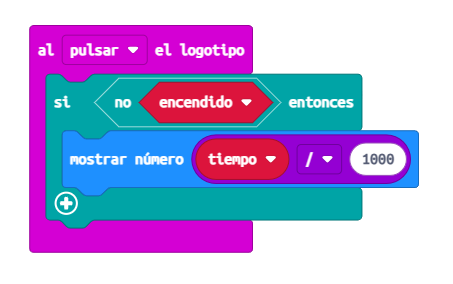 al pulsar el logotipo
si no encendido entonces
mostrar número tiempo / 1000